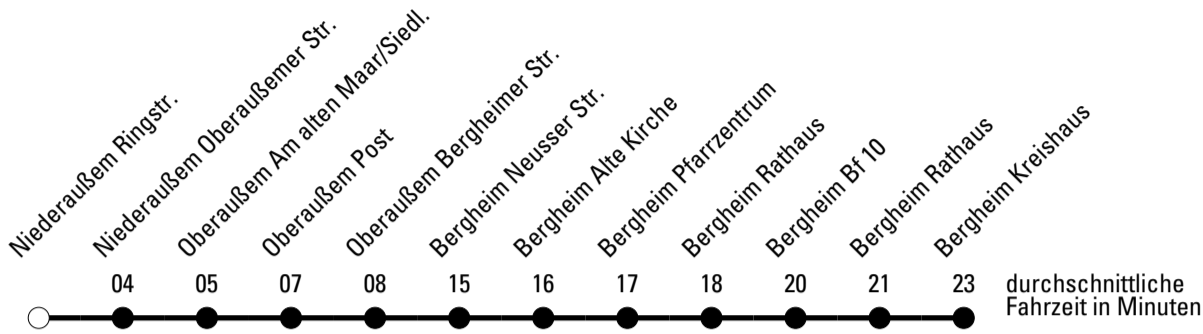 Niederaußem Ringstr.
Niederaußem Oberaußemer Str.
Oberaußem Am alten Maar/Siedl.
Oberaußem Post
Oberaußem Bergheimer Str.
Bergheim Neusser Str.
Bergheim Alte Kirche
Bergheim Pfarrzentrum
Bergheim Rathaus
Bergheim Bf 10
Bergheim Rathaus
Bergheim Kreishaus
04 05 07 08 15 16 17 18 20 21 23
durchschnittliche
Fahrzeit in Minuten